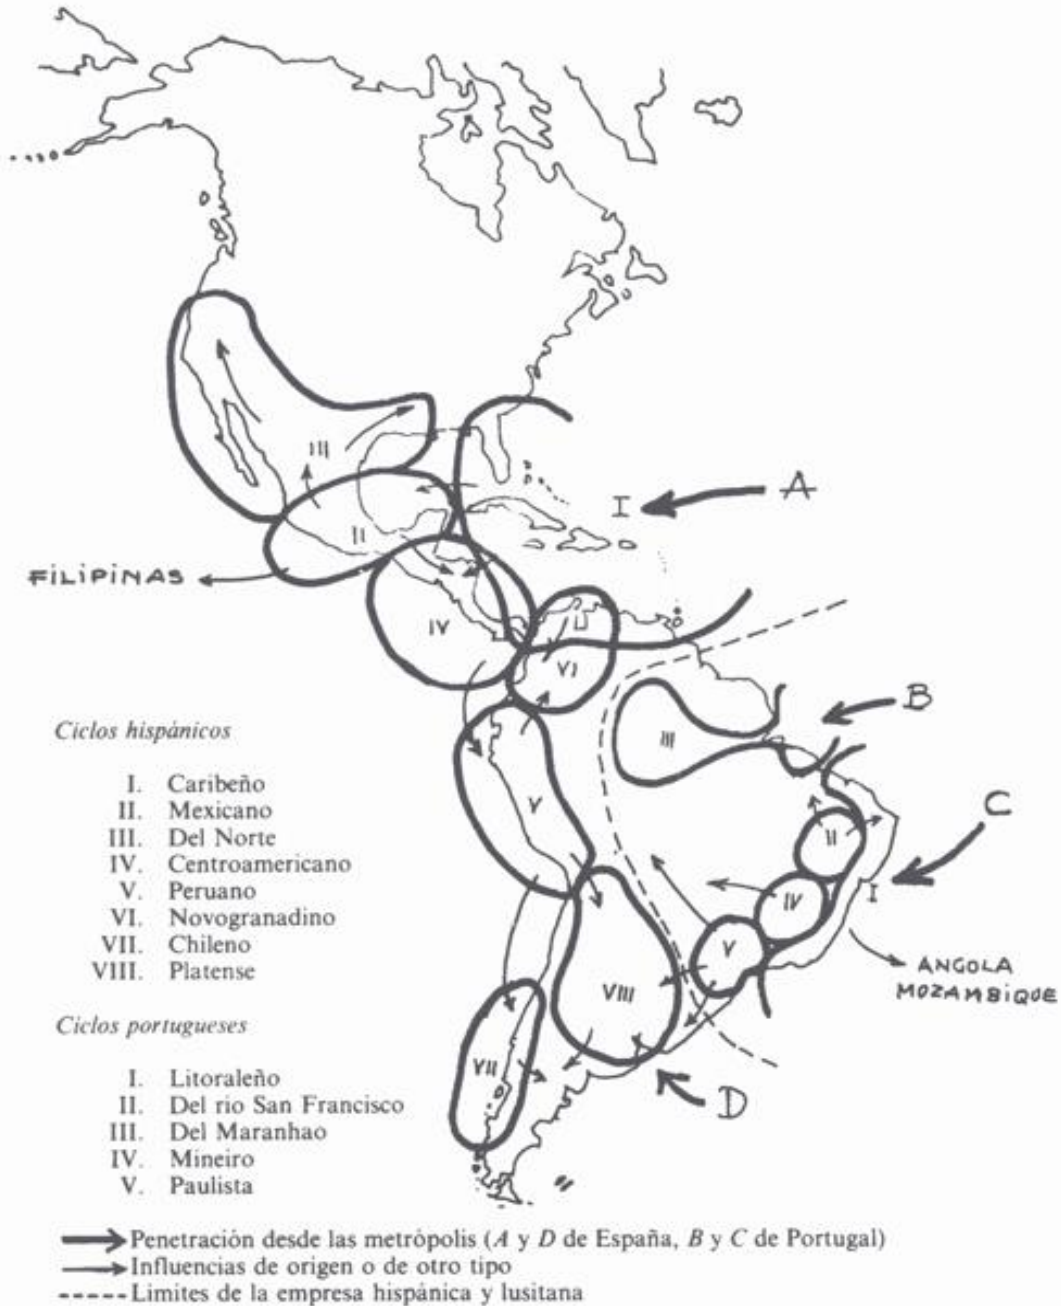 III
I
A
II
FILIPINAS
IV
VI
B
III
Ciclos hispánicos
I. Caribeño
II. Mexicano
III. Del Norte
IV. Centroamericano
V. Peruano
VI. Novogranadino
VII. Chileno
VIII. Platense
V
C
II
I
IV
V
ANGOLA
MOZAMBIQUE
VIII
Ciclos portugueses
I. Litoraleño
II. Del rio San Francisco
III. Del Maranhao
IV. Mineiro
V. Paulista
VII
D
Penetración desde las metrópolis (A y D de España, B y C de Portugal)
Influencias de origen o de otro tipo
Limites de la empresa hispánica y lusitana